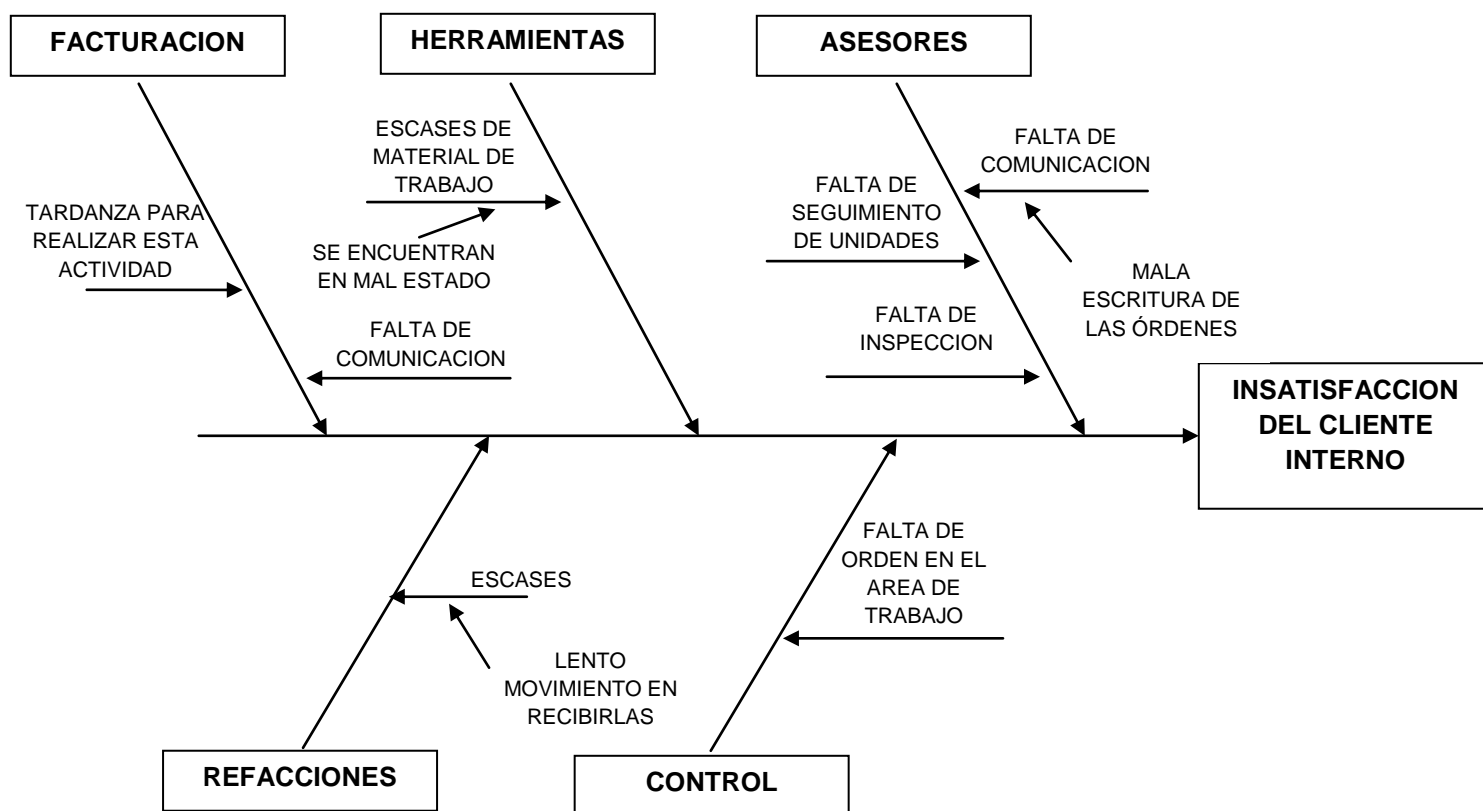 FACTURACION
HERRAMIENTAS
ASESORES
ESCASES DE
MATERIAL DE
TRABAJO
FALTA DE
COMUNICACION
FALTA DE
SEGUIMIENTO
DE UNIDADES
TARDANZA PARA
REALIZAR ESTA
ACTIVIDAD
SE ENCUENTRAN
EN MAL ESTADO
MALA
ESCRITURA DE
LAS ÓRDENES
FALTA DE
COMUNICACION
FALTA DE
INSPECCION
INSATISFACCION
DEL CLIENTE
INTERNO
ESCASES
FALTA DE
ORDEN EN EL
AREA DE
TRABAJO
LENTO
MOVIMIENTO EN
RECIBIRLAS
REFACCIONES
CONTROL